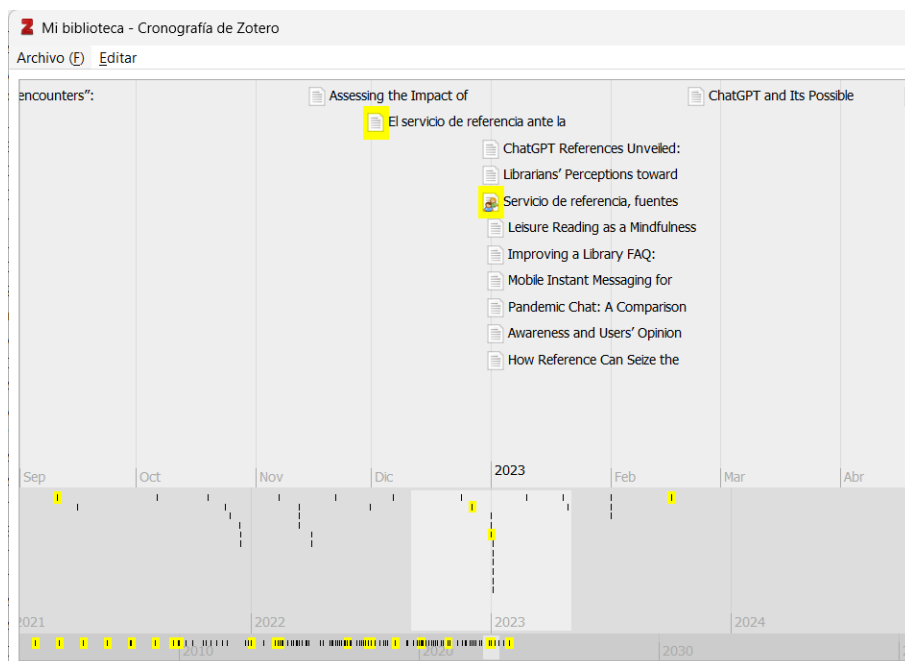 Mi biblioteca - Cronografía de Zotero
Archivo (F) Editar
encounters”:
Assessing the Impact of
ChatGPT and Its Possible
El servicio de referencia ante la
ChatGPT References Unveiled:
Librarians’ Perceptions toward
Servicio de referencia, fuentes
Leisure Reading as a Mindfulness
Improving a Library FAQ:
Mobile Instant Messaging for
Pandemic Chat: A Comparison
Awareness and Users’ Opinion
How Reference Can Seize the
Sep Oct Nov Dic 2023 Feb Mar Abr
2021 2022 2023 2024
2010 2020 2030